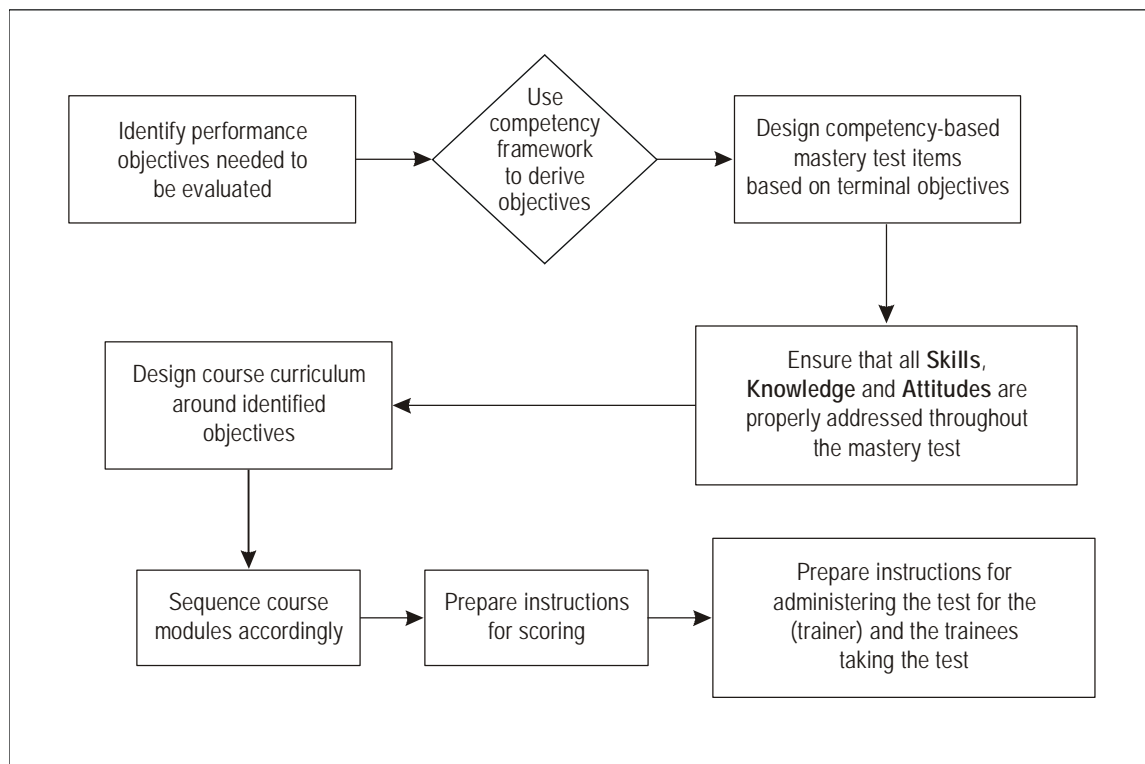 Identify performance
objectives needed to
be evaluated
Use
competency
framework
to derive
objectives
Design competency-based
mastery test items
based on terminal objectives
Ensure that all Skills,
Knowledge and Attitudes are
properly addressed throughout
the mastery test
Design course curriculum
around identified
objectives
Sequence course
modules accordingly
Prepare instructions
for scoring
Prepare instructions for
administering the test for the
(trainer) and the trainees
taking the test